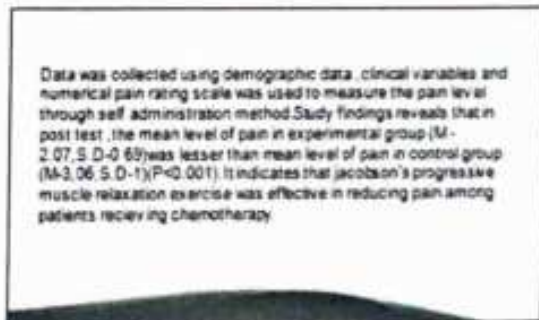 Data was collected using demographic data ,clinical variables and
numerical pain rating scale was used to measure the pain level
through self administration method.Study findings reveals that in
post test ,the mean level of pain in experimental group (M-
2.07,S.D-0.69)was lesser than mean level of pain in control group
(M-3.06,S.D-1)(P<0.001).It indicates that jacobson's progressive
muscle relaxation exercise was effective in reducing pain among
patients recieving chemotherapy.